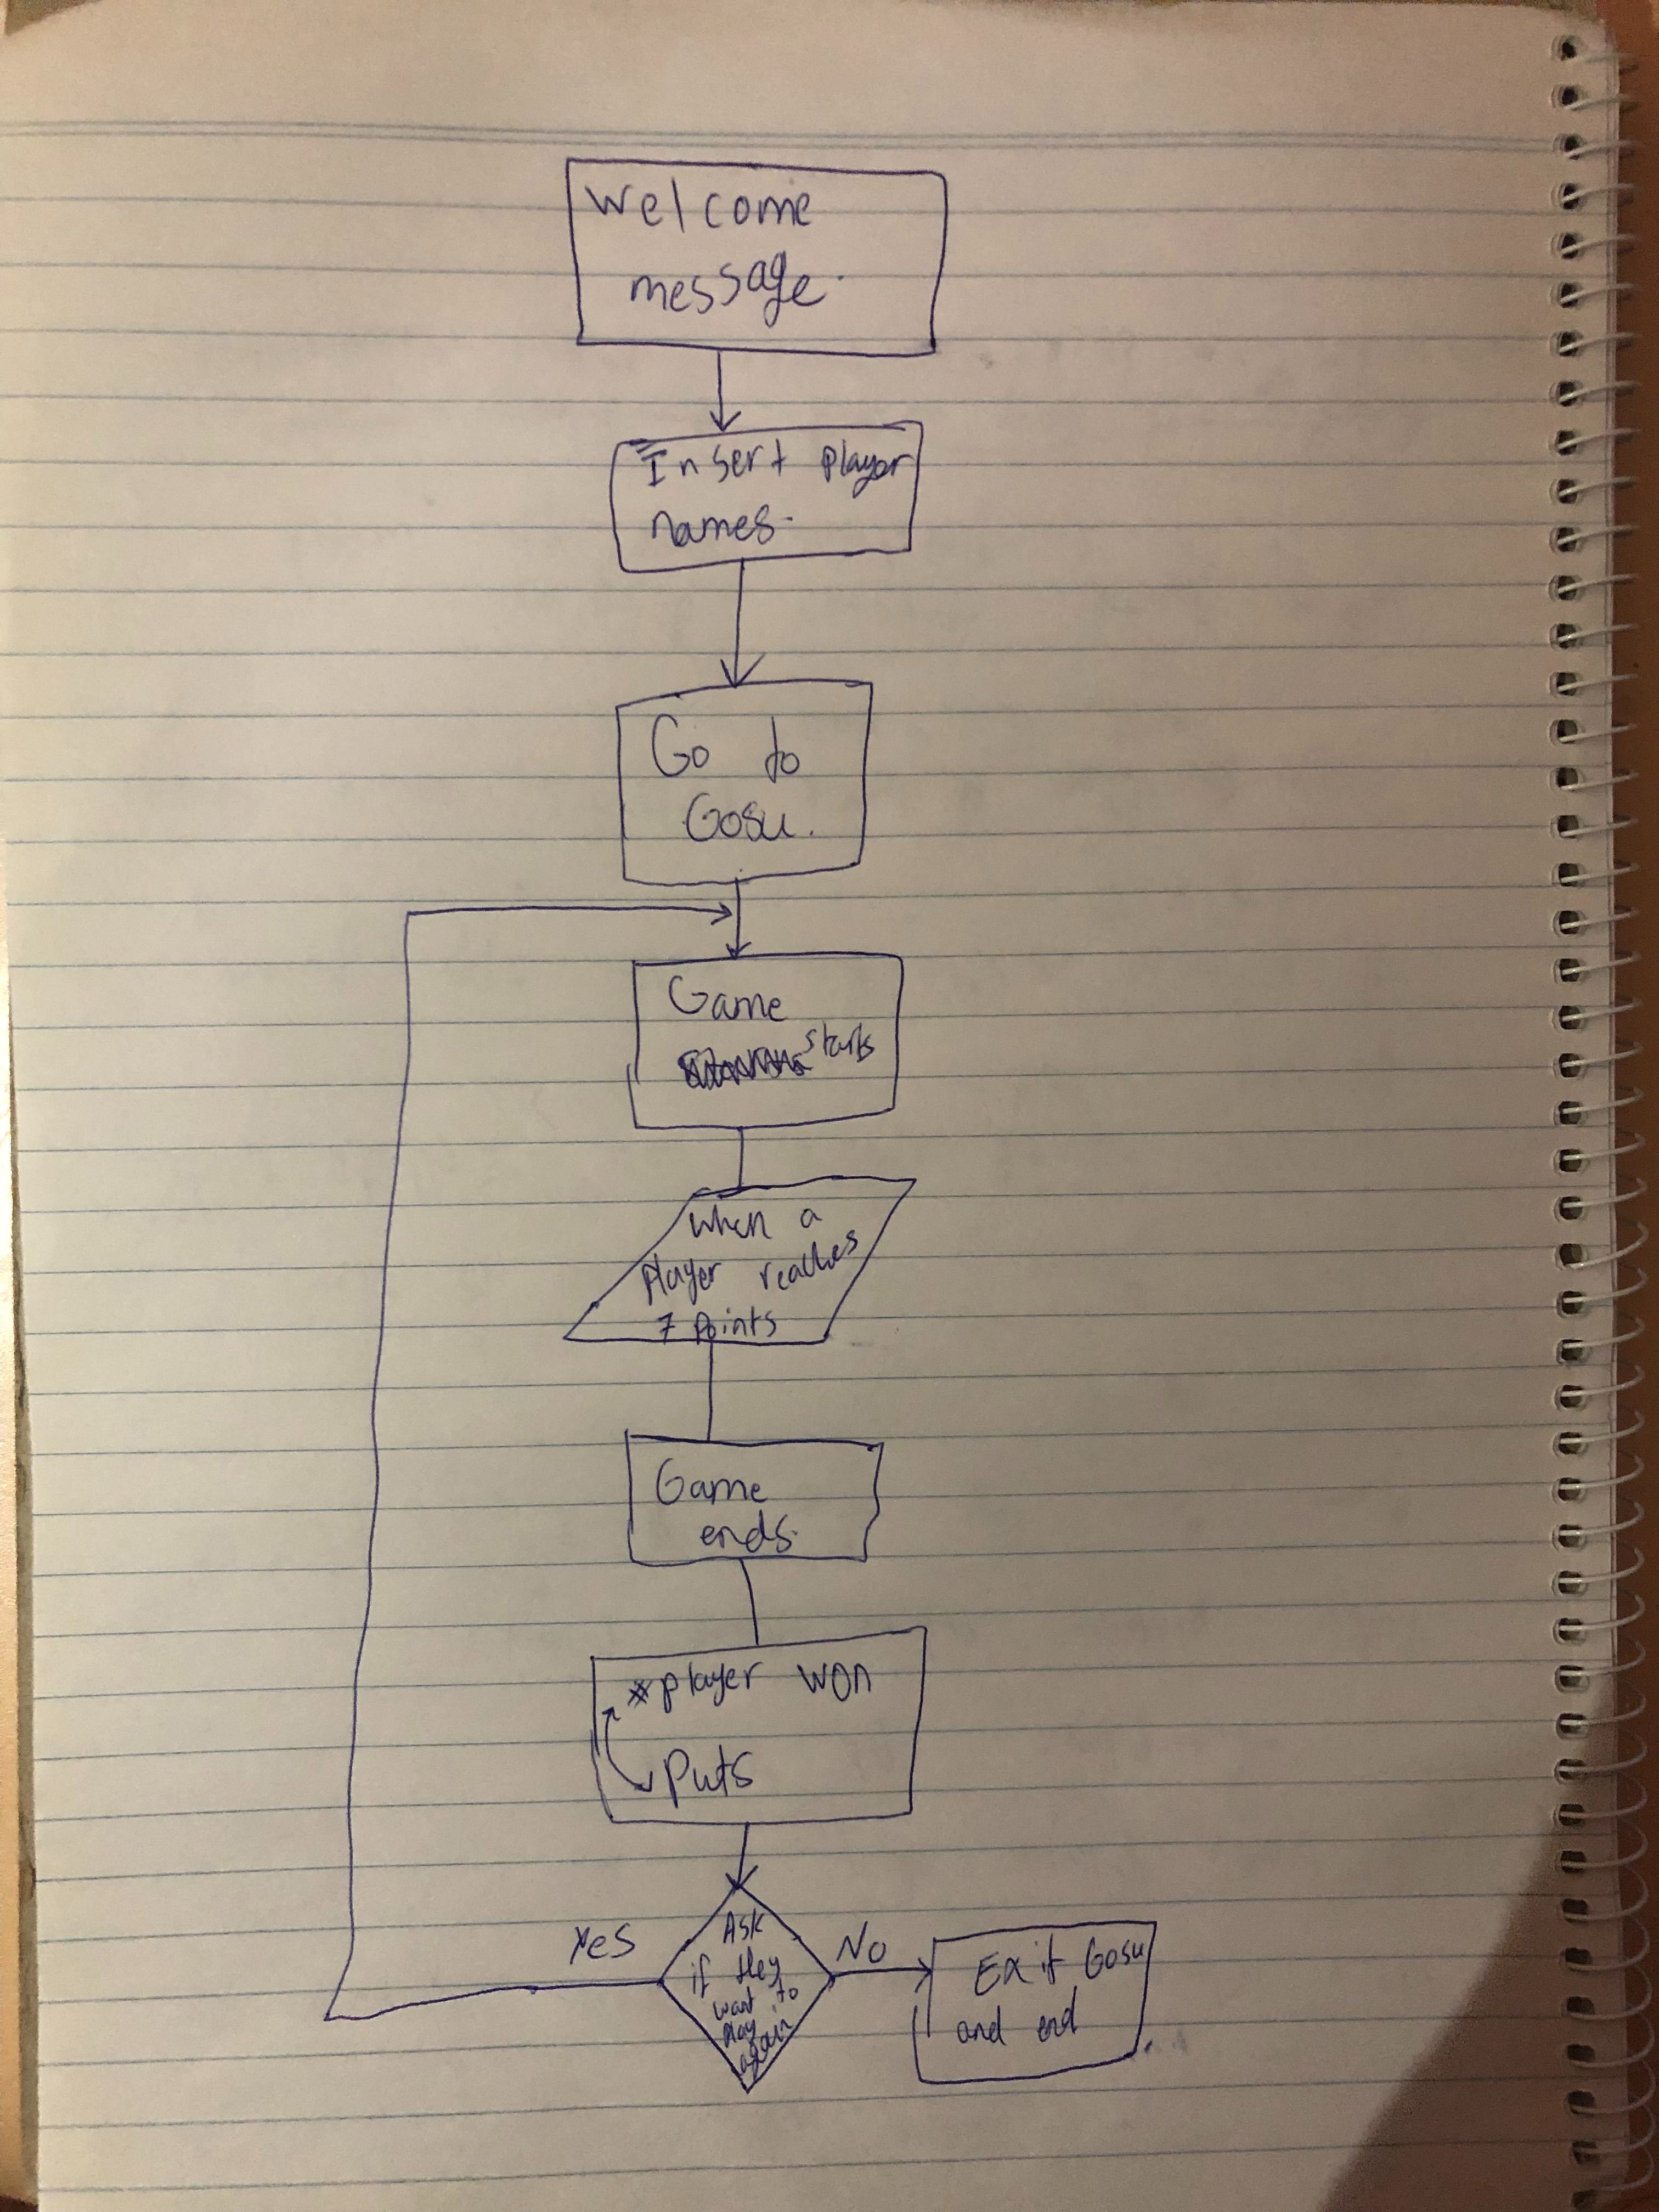 Welcome
message.
Insert player
names.
Go to
Gosu.
Game
starts
when a
player reaches
7 points
Game
ends.
*player won
puts
Yes
Ask
if they
want to
play
again
No
Exit Gosu
and end